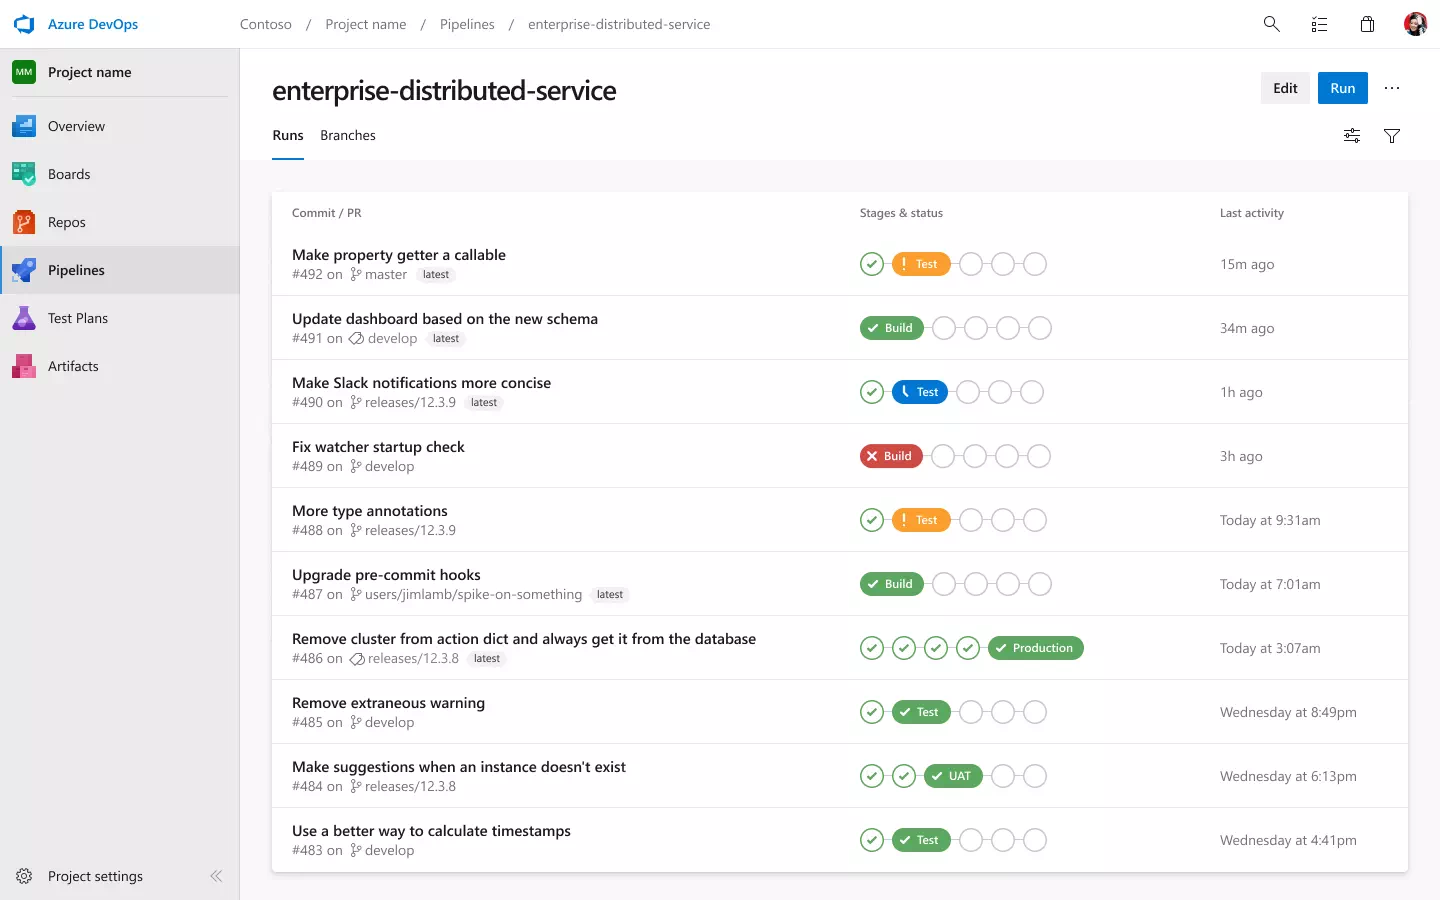 Azure DevOps
Contoso / Project name / Pipelines / enterprise-distributed-service
MM Project name
Overview
Boards
Repos
Pipelines
Test Plans
Artifacts
Project settings
enterprise-distributed-service
Edit Run
Runs Branches
Commit / PR Stages & status Last activity
Make property getter a callable
#492 on master latest
! Test
15m ago
Update dashboard based on the new schema
#491 on develop latest
Build
34m ago
Make Slack notifications more concise
#490 on releases/12.3.9 latest
Test
1h ago
Fix watcher startup check
#489 on develop
Build
3h ago
More type annotations
#488 on releases/12.3.9
! Test
Today at 9:31am
Upgrade pre-commit hooks
#487 on users/jimlamb/spike-on-something latest
Build
Today at 7:01am
Remove cluster from action dict and always get it from the database
#486 on releases/12.3.8 latest
Production
Today at 3:07am
Remove extraneous warning
#485 on develop
Test
Wednesday at 8:49pm
Make suggestions when an instance doesn't exist
#484 on releases/12.3.8
UAT
Wednesday at 6:13pm
Use a better way to calculate timestamps
#483 on develop
Test
Wednesday at 4:41pm